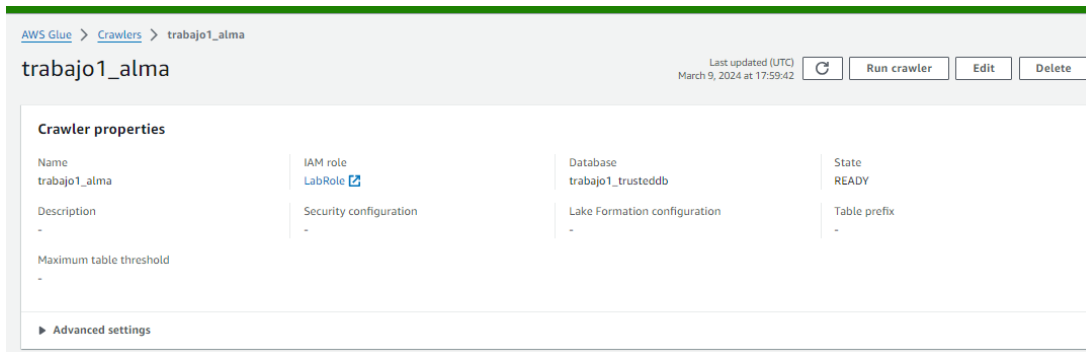 AWS Glue > Crawlers > trabajo1_alma
trabajo1_alma
Last updated (UTC)
March 9, 2024 at 17:59:42
Run crawler
Edit
Delete
Crawler properties
Name
trabajo1_alma
IAM role
LabRole
Database
trabajo1_trusteddb
State
READY
Description
-
Security configuration
-
Lake Formation configuration
-
Table prefix
-
Maximum table threshold
-
Advanced settings